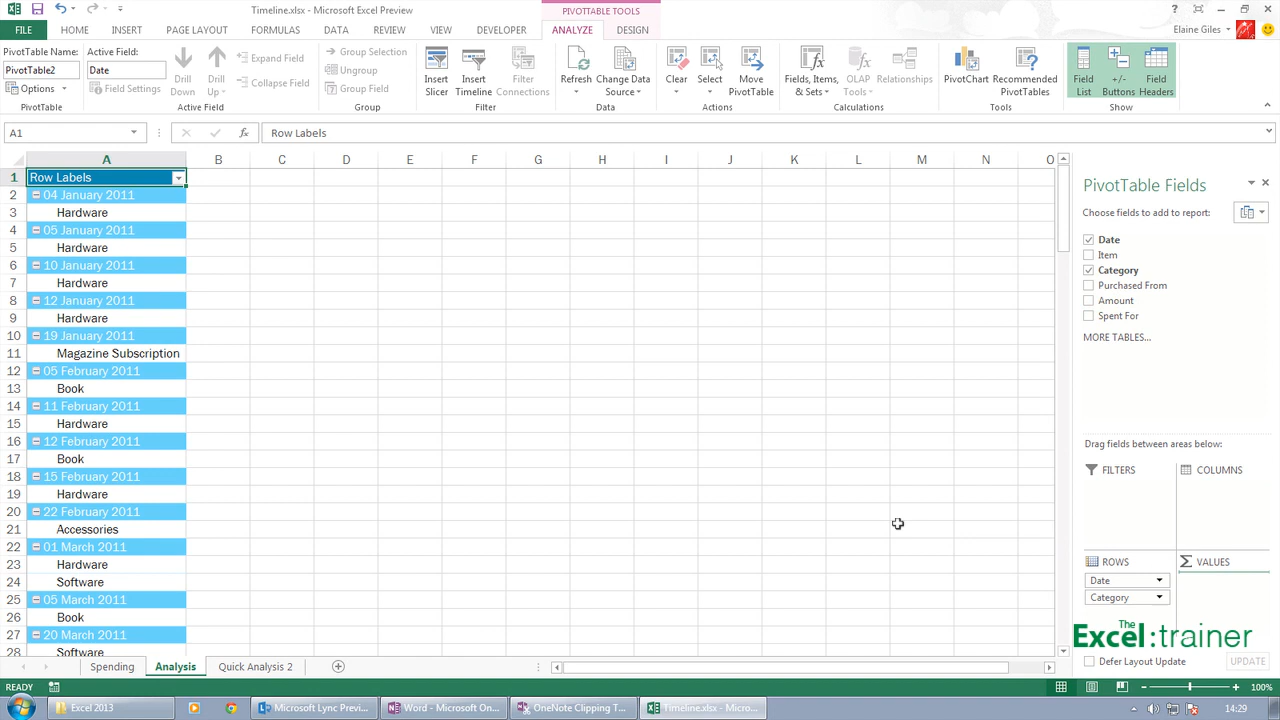 Timeline.xlsx - Microsoft Excel Preview
PIVOTTABLE TOOLS
FILE HOME INSERT PAGE LAYOUT FORMULAS DATA REVIEW VIEW DEVELOPER ANALYZE DESIGN
Elaine Giles
PivotTable Name:
PivotTable2
Options
PivotTable
Active Field:
Date
Field Settings
Drill Down
Drill Up
Expand Field
Collapse Field
Active Field
Group Selection
Ungroup
Group Field
Group
Insert Slicer
Insert Timeline
Filter Connections
Filter
Refresh
Change Data Source
Data
Clear
Select
Move PivotTable
Actions
Fields, Items, & Sets
OLAP Tools
Relationships
Calculations
PivotChart
Recommended PivotTables
Tools
Field List
+/- Buttons
Field Headers
Show
A1
fx
Row Labels
A B C D E F G H I J K L M N O
1 Row Labels
2 04 January 2011
3 Hardware
4 05 January 2011
5 Hardware
6 10 January 2011
7 Hardware
8 12 January 2011
9 Hardware
10 19 January 2011
11 Magazine Subscription
12 05 February 2011
13 Book
14 11 February 2011
15 Hardware
16 12 February 2011
17 Book
18 15 February 2011
19 Hardware
20 22 February 2011
21 Accessories
22 01 March 2011
23 Hardware
24 Software
25 05 March 2011
26 Book
27 20 March 2011
28 Software
PivotTable Fields
Choose fields to add to report:
Date
Item
Category
Purchased From
Amount
Spent For
MORE TABLES...
Drag fields between areas below:
FILTERS
COLUMNS
ROWS
Σ VALUES
Date
Category
The Excel:trainer
Defer Layout Update
UPDATE
Spending Analysis Quick Analysis 2
READY
100%
Excel 2013
Microsoft Lync Previ...
Word - Microsoft On...
OneNote Clipping T...
Timeline.xlsx - Micro...
14:29